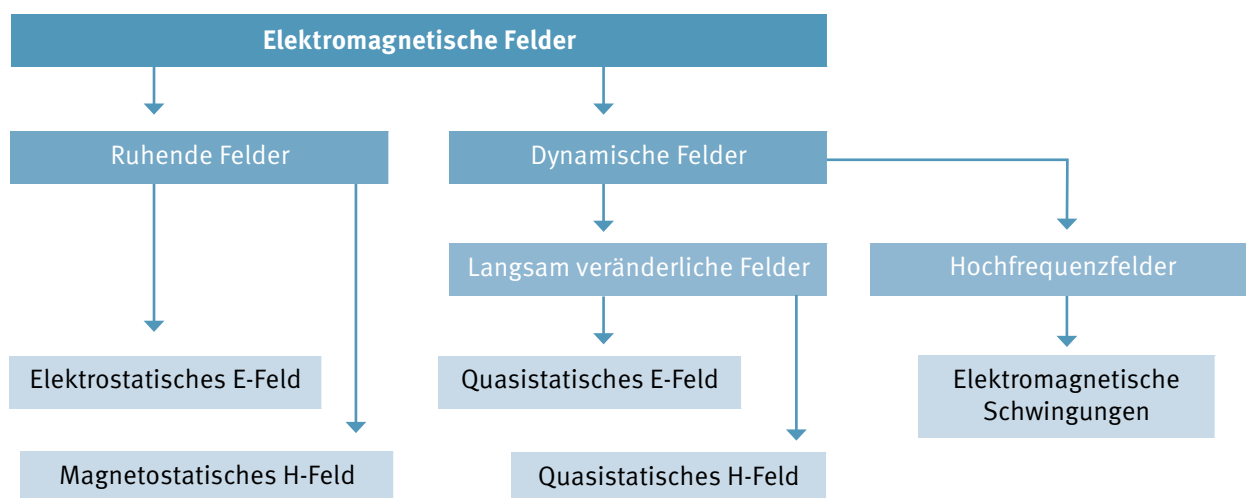 Elektromagnetische Felder
Ruhende Felder
Dynamische Felder
Langsam veränderliche Felder
Hochfrequenzfelder
Elektrostatisches E-Feld
Quasistatisches E-Feld
Elektromagnetische
Schwingungen
Magnetostatisches H-Feld
Quasistatisches H-Feld